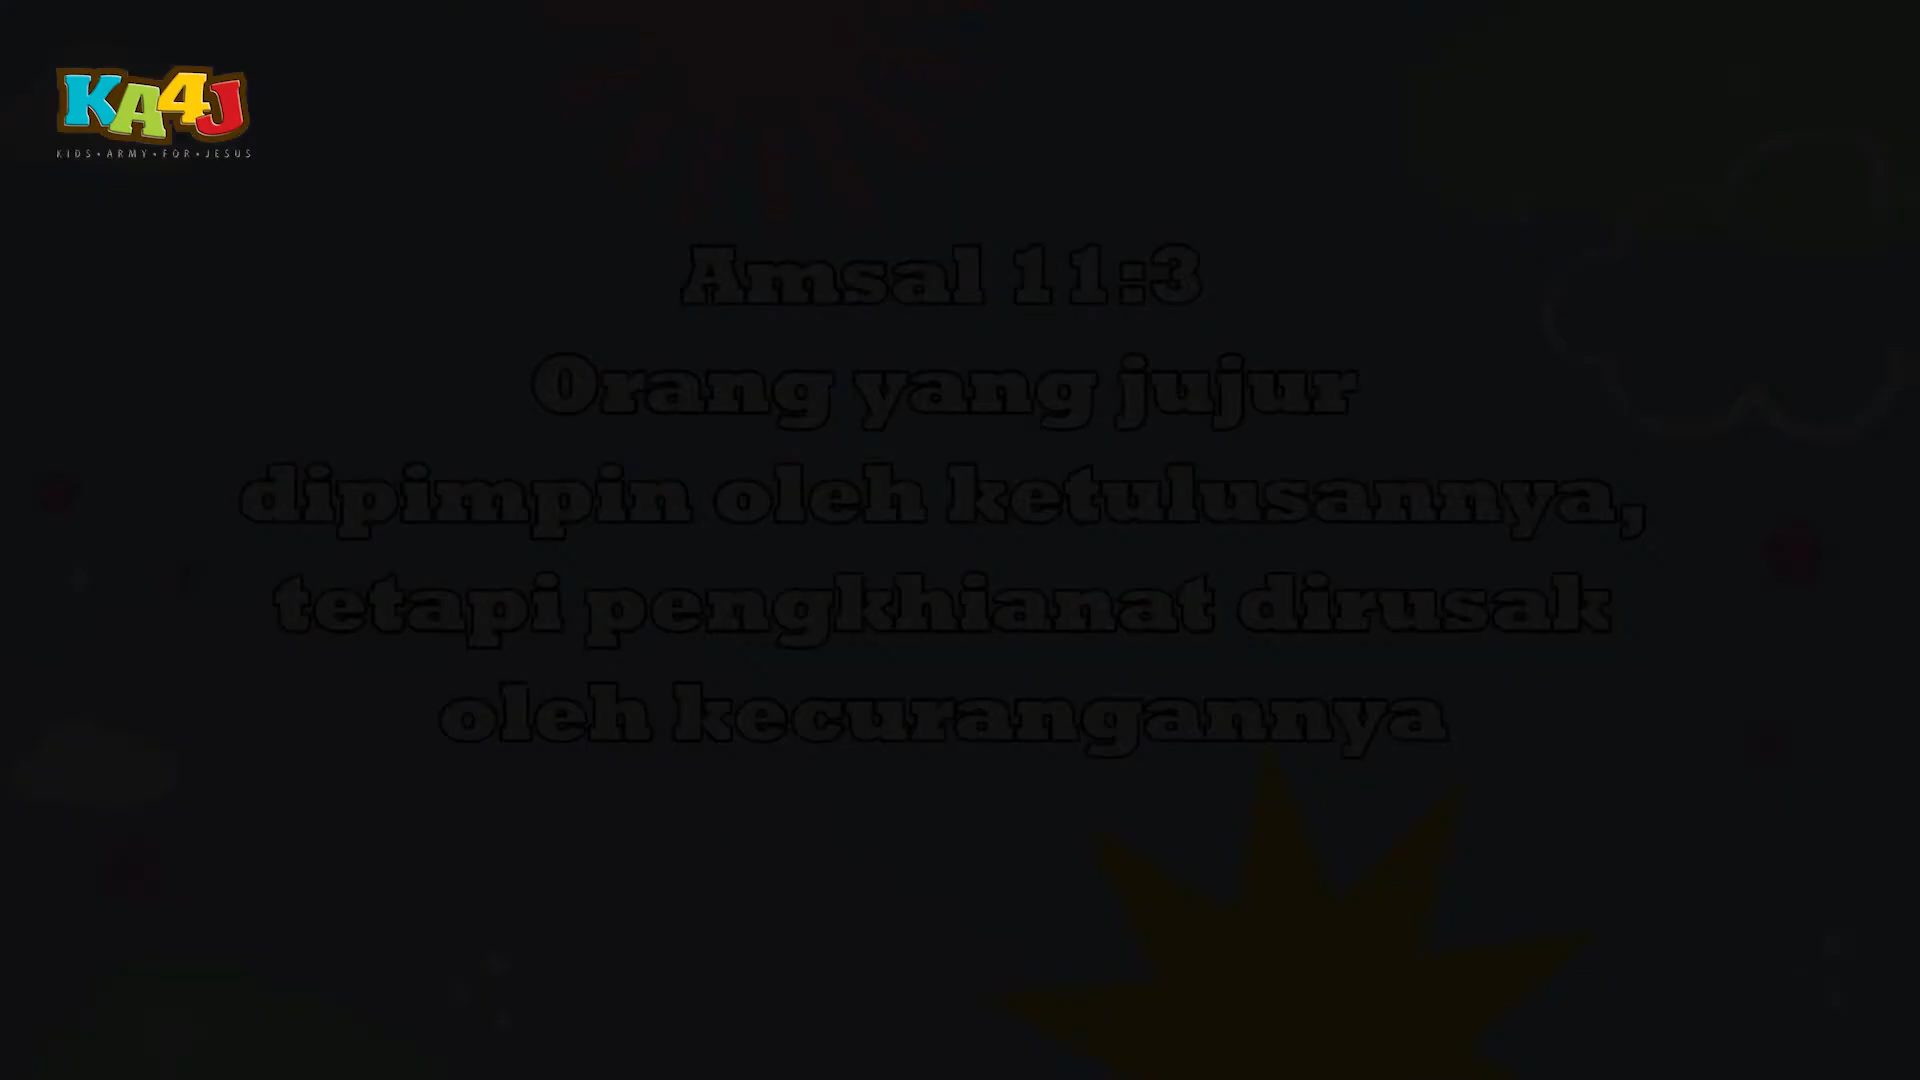 KA4J
KIDS•ARMY•FOR•JESUS
Amsal 11:3
Orang yang jujur
dipimpin oleh ketulusannya,
tetapi pengkhianat dirusak
oleh kecurangannya